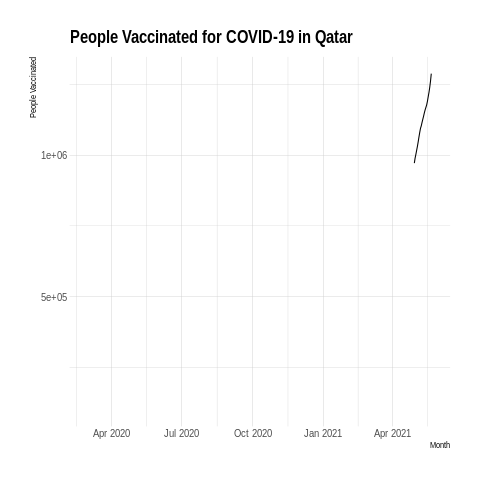 People Vaccinated for COVID-19 in Qatar
People Vaccinated
1e+06
5e+05
Apr 2020 Jul 2020 Oct 2020 Jan 2021 Apr 2021
Month